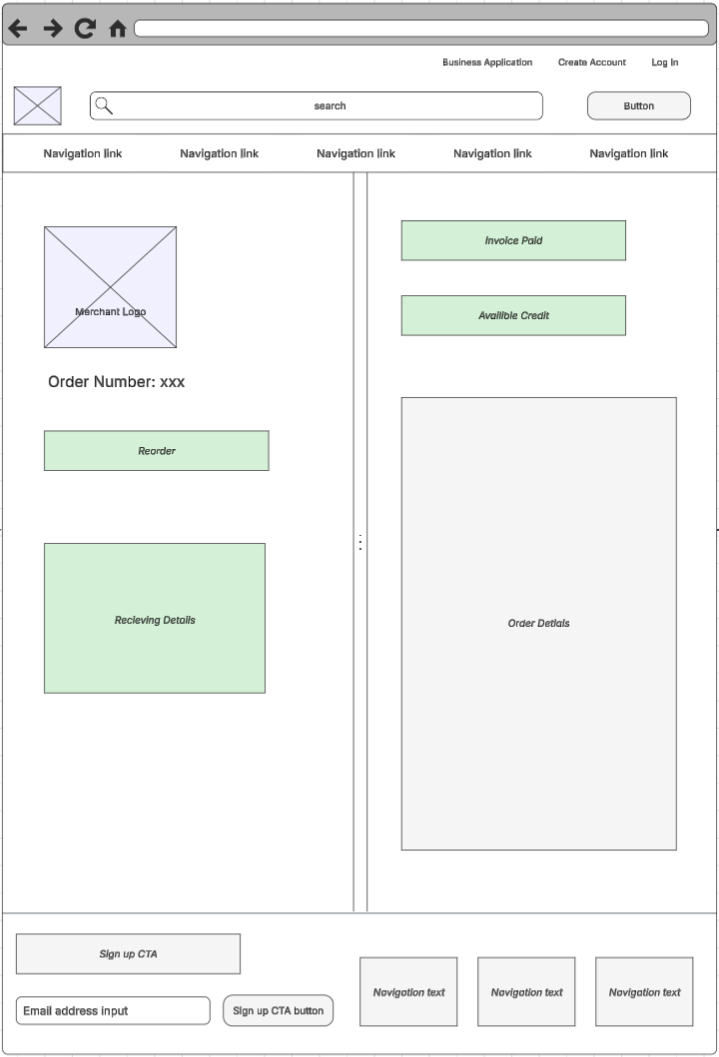 Business Application Create Account Log In
search
Button
Navigation link Navigation link Navigation link Navigation link Navigation link
Merchant Logo
Order Number: xxx
Reorder
Recieving Details
Invoice Paid
Availible Credit
Order Detials
Sign up CTA
Email address input
Sign up CTA button
Navigation text Navigation text Navigation text